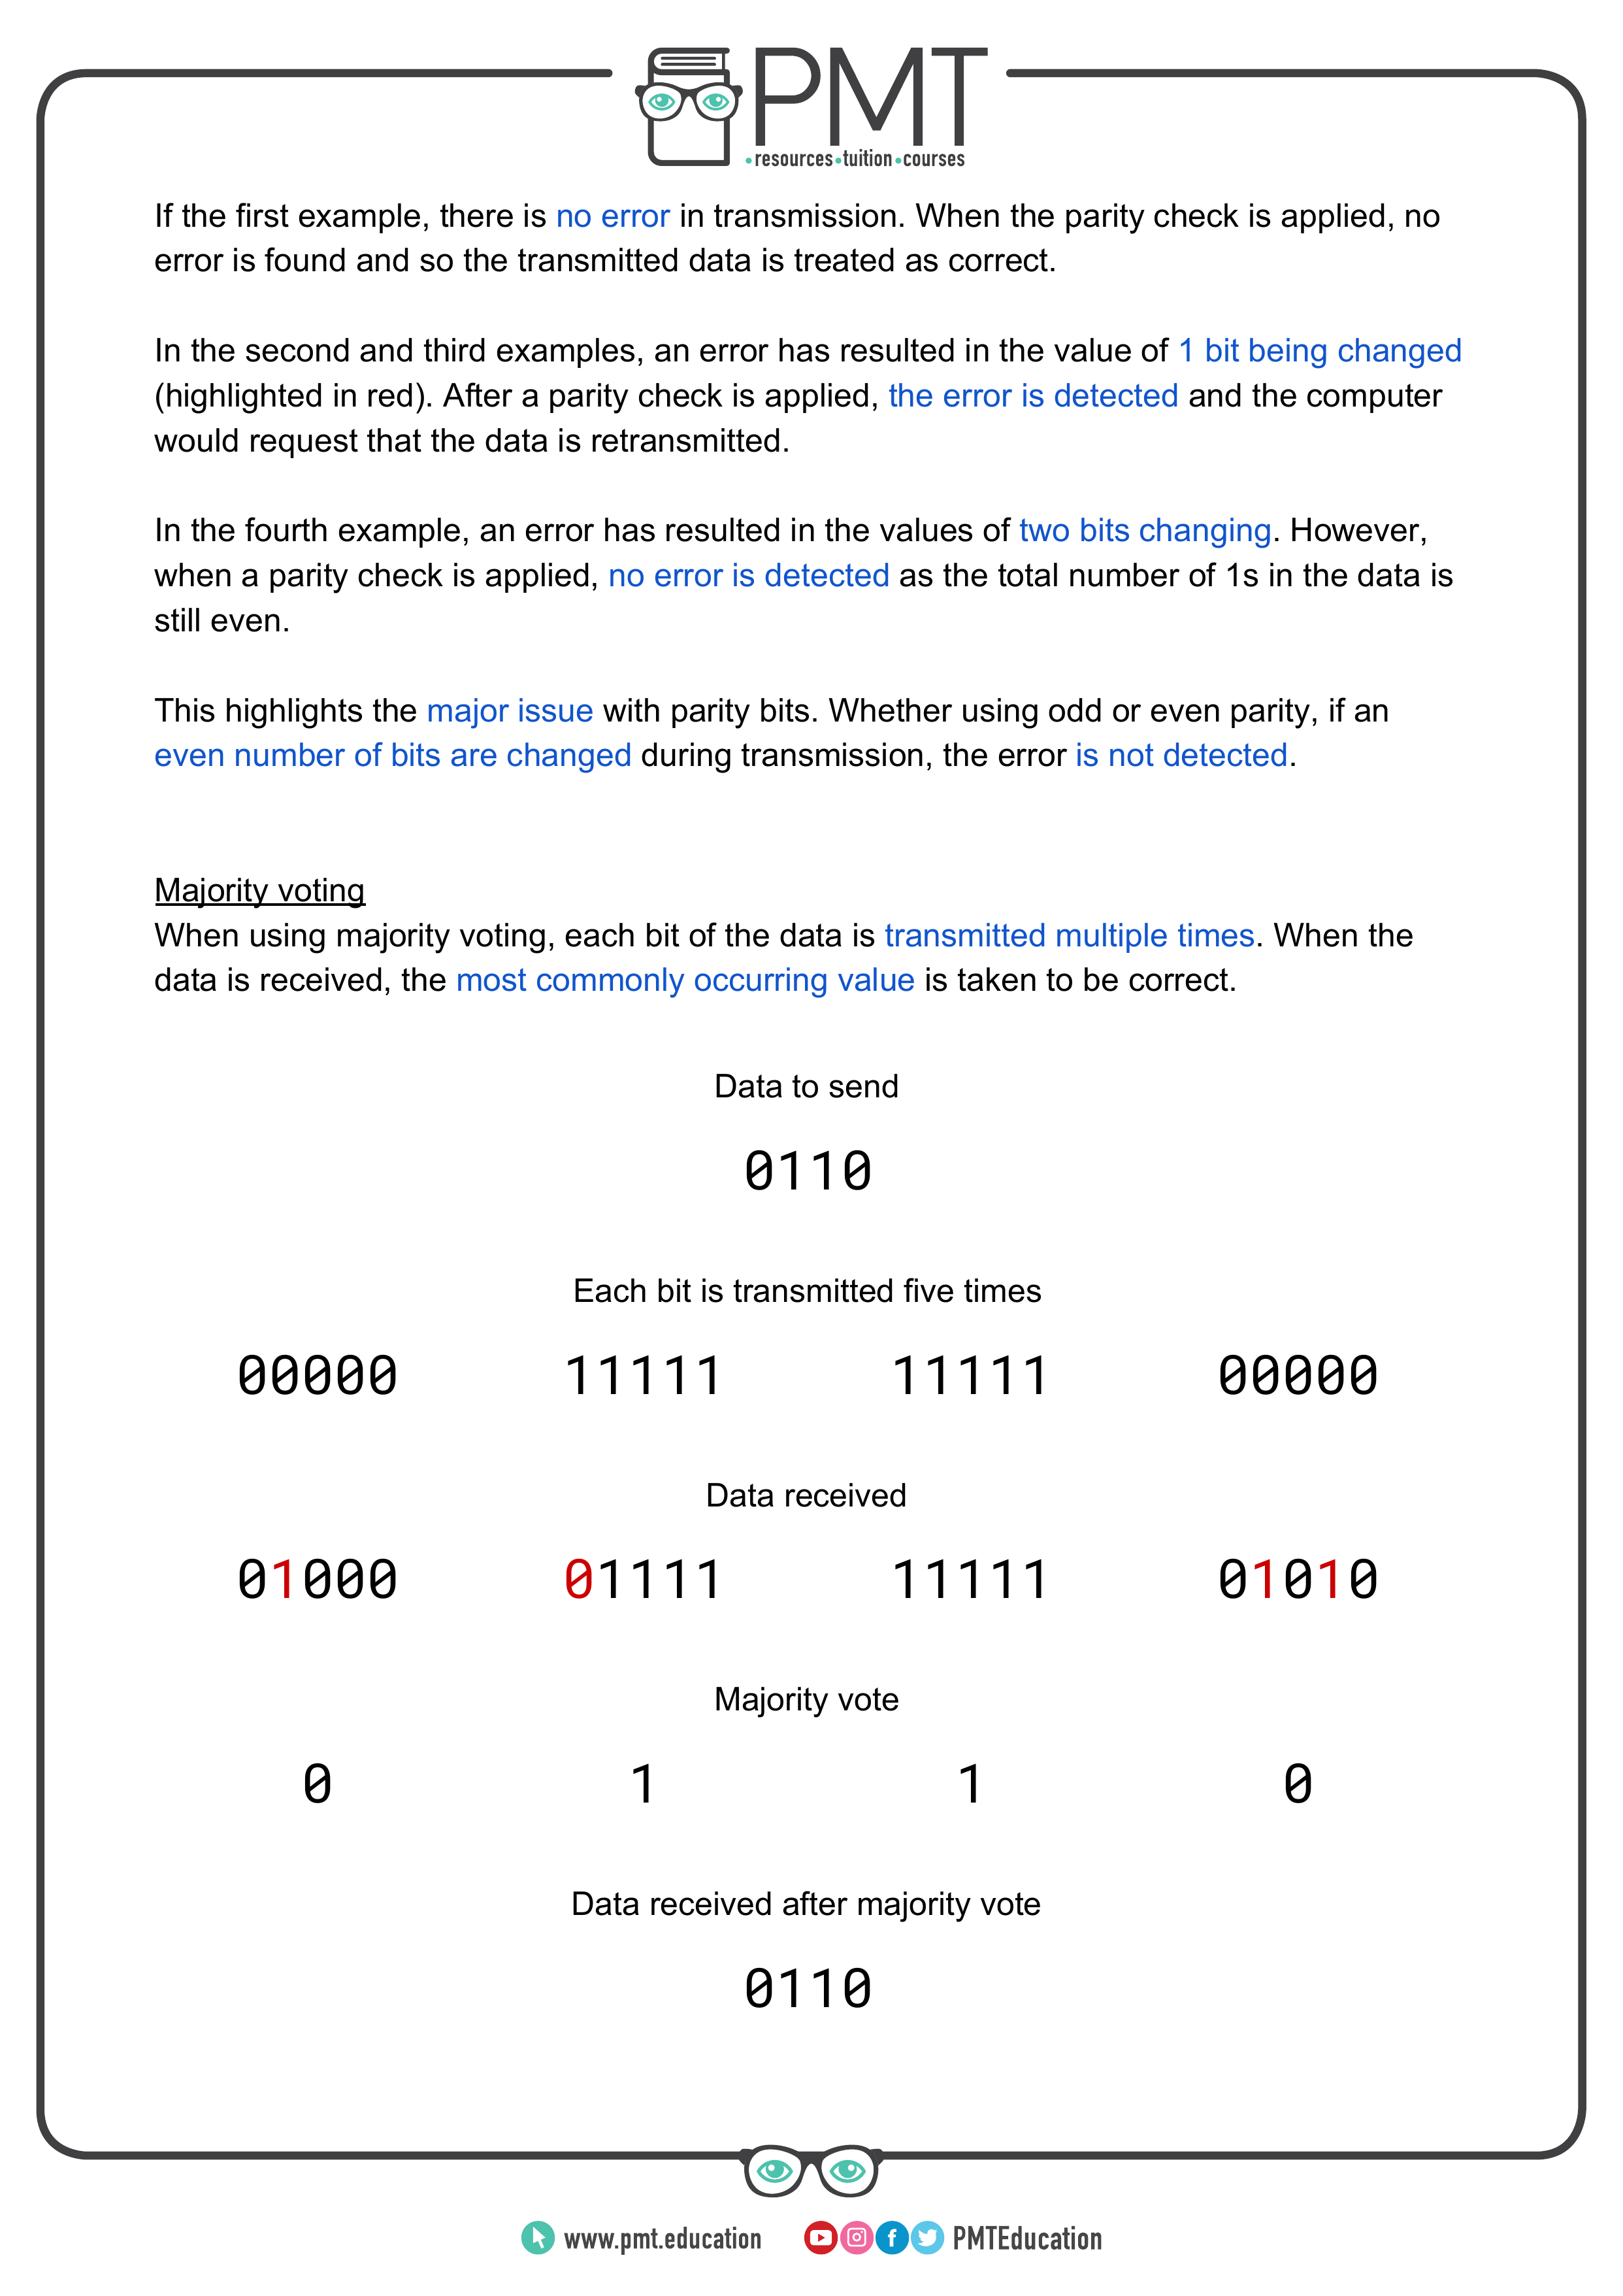 PMT
•resources•tuition•courses
If the first example, there is no error in transmission. When the parity check is applied, no
error is found and so the transmitted data is treated as correct.
In the second and third examples, an error has resulted in the value of 1 bit being changed
(highlighted in red). After a parity check is applied, the error is detected and the computer
would request that the data is retransmitted.
In the fourth example, an error has resulted in the values of two bits changing. However,
when a parity check is applied, no error is detected as the total number of 1s in the data is
still even.
This highlights the major issue with parity bits. Whether using odd or even parity, if an
even number of bits are changed during transmission, the error is not detected.
Majority voting
When using majority voting, each bit of the data is transmitted multiple times. When the
data is received, the most commonly occurring value is taken to be correct.
Data to send
0110
Each bit is transmitted five times
00000 11111 11111 00000
Data received
01000 01111 11111 01010
Majority vote
0 1 1 0
Data received after majority vote
0110
www.pmt.education PMTEducation